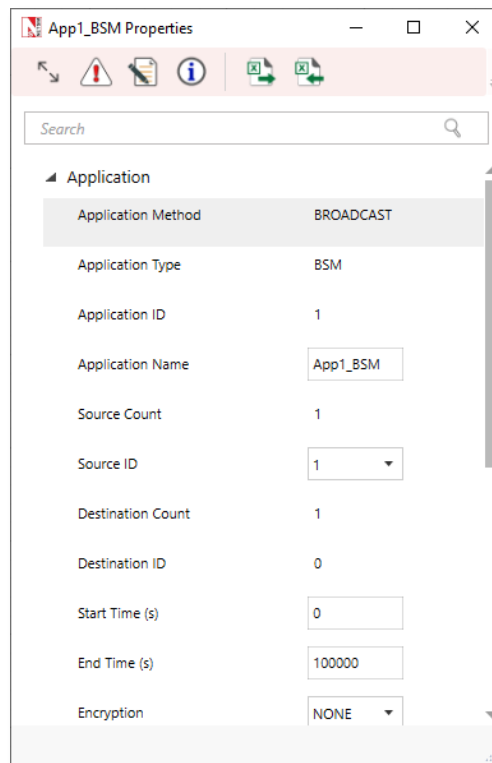 App1_BSM Properties
Search
Application
Application Method BROADCAST
Application Type BSM
Application ID 1
Application Name App1_BSM
Source Count 1
Source ID 1
Destination Count 1
Destination ID 0
Start Time (s) 0
End Time (s) 100000
Encryption NONE